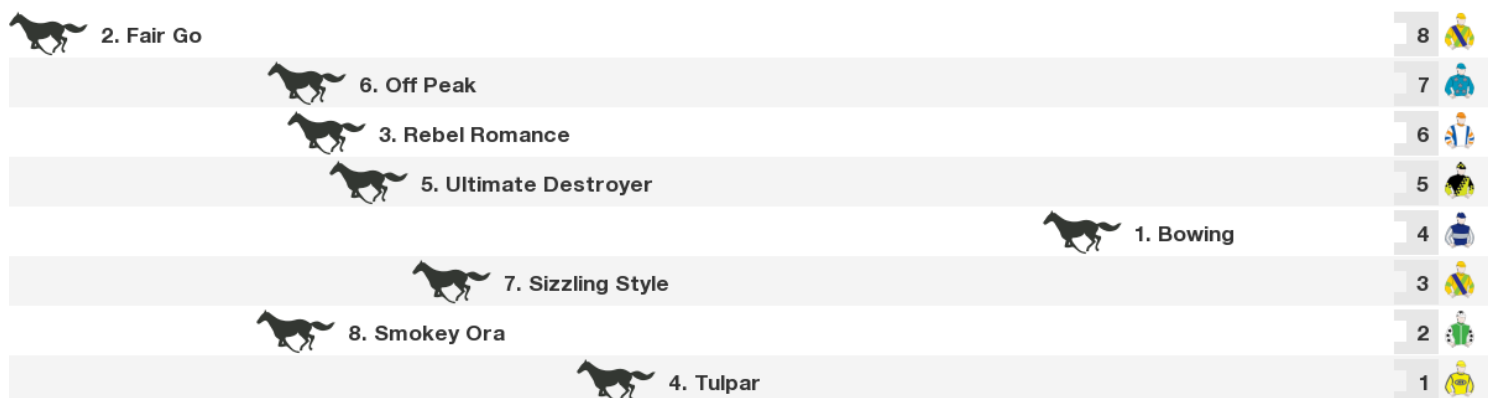 2. Fair Go 8
6. Off Peak 7
3. Rebel Romance 6
5. Ultimate Destroyer 5
1. Bowing 4
7. Sizzling Style 3
8. Smokey Ora 2
4. Tulpar 1